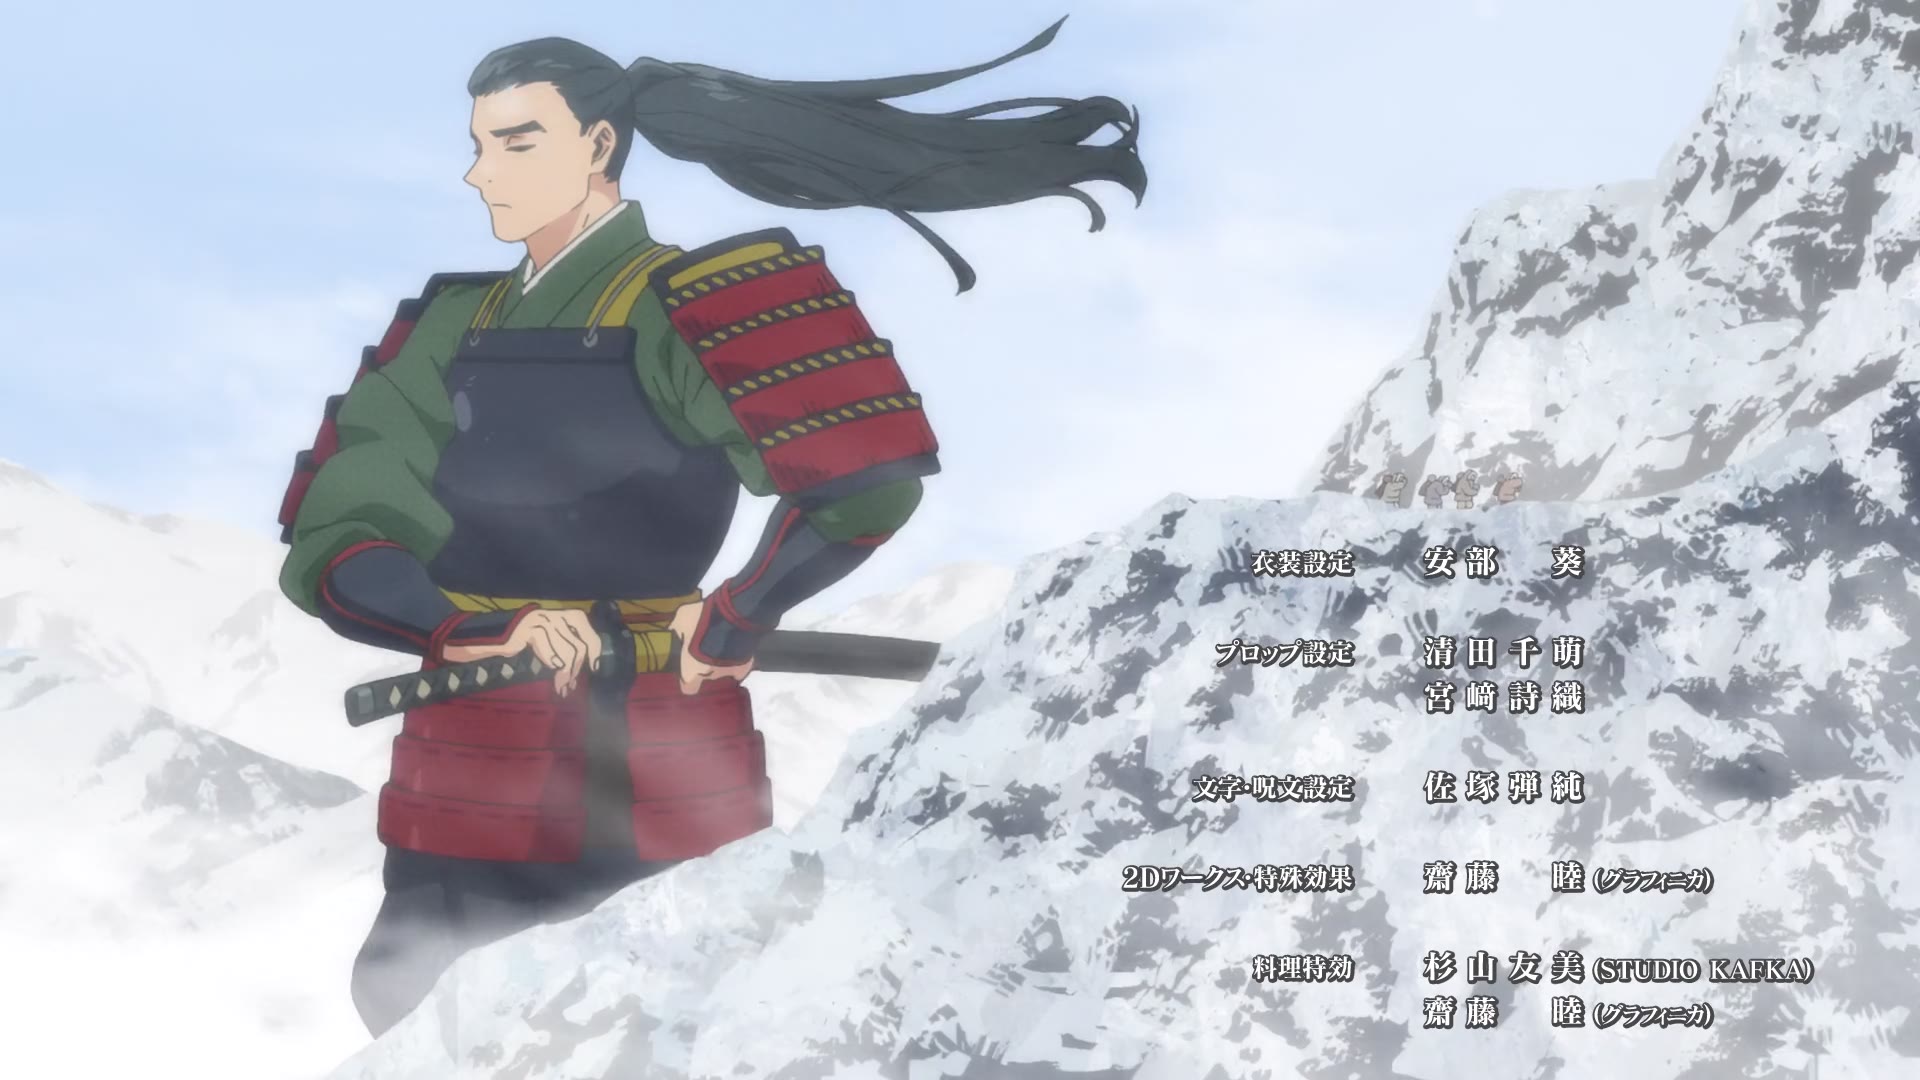 衣装設定 安部 葵
プロップ設定 清田千萌
宮﨑詩織
文字・呪文設定 佐塚弾純
2Dワークス・特殊効果 齋藤 睦(グラフィニカ)
料理特効 杉山友美(STUDIO KAFKA)
齋藤 睦(グラフィニカ)